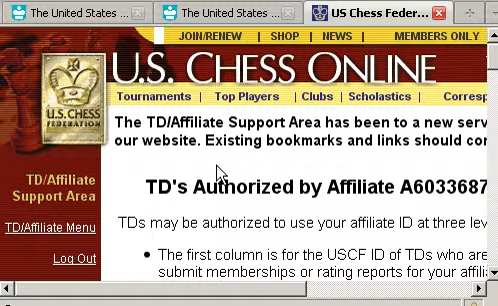 The United States ...
The United States ...
US Chess Feder...
JOIN/RENEW | SHOP | NEWS | MEMBERS ONLY
U.S. CHESS ONLINE
Tournaments | Top Players | Clubs | Scholastics | Corresp
U.S. CHESS
FEDERATION
The TD/Affiliate Support Area has been to a new serv
our website. Existing bookmarks and links should con
TD/Affiliate
Support Area
TD's Authorized by Affiliate A6033687
TD/Affiliate Menu
TDs may be authorized to use your affiliate ID at three lev
Log Out
• The first column is for the USCF ID of TDs who are
submit memberships or rating reports for your affili